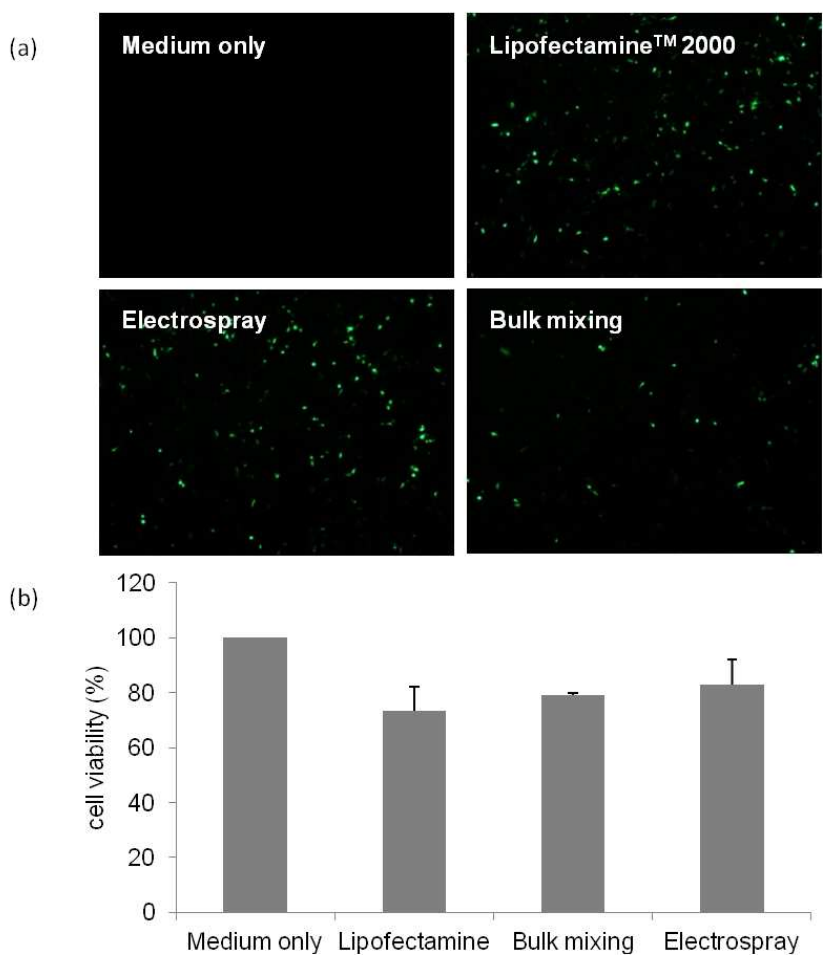 (a)
Medium only
Lipofectamine™ 2000
Electrospray
Bulk mixing
(b)
cell viability (%)
120
100
80
60
40
20
0
Medium only Lipofectamine Bulk mixing Electrospray